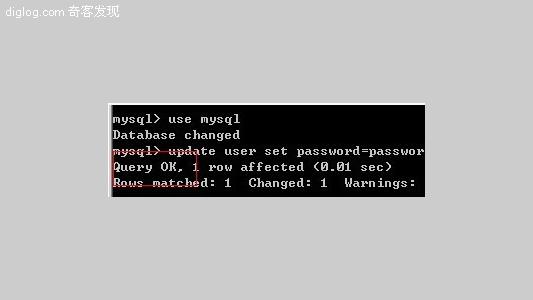 diglog.com 奇客发现
mysql> use mysql
Database changed
mysql> update user set password=passwor
Query OK, 1 row affected (0.01 sec)
Rows matched: 1  Changed: 1  Warnings: